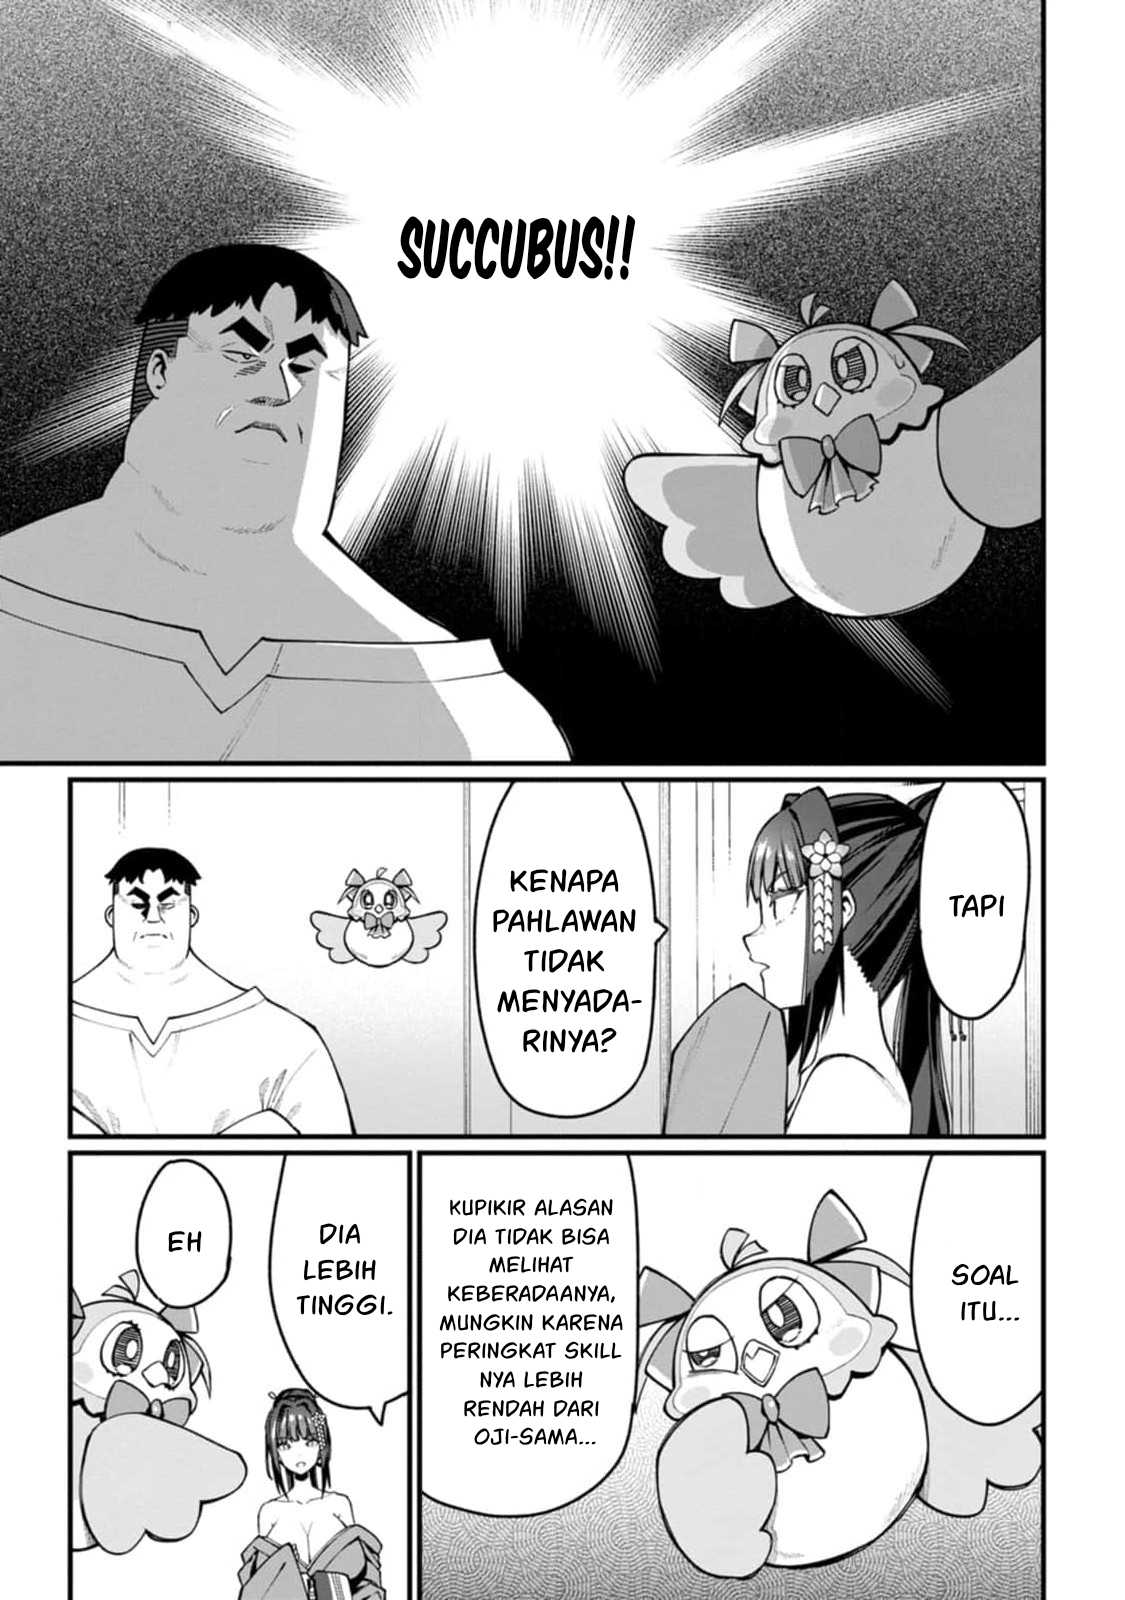 SUCCUBUS!!
TAPI
KENAPA
PAHLAWAN
TIDAK
MENYADA-
RINYA?
SOAL
ITU...
KUPIKIR ALASAN
DIA TIDAK BISA
MELIHAT
KEBERADAANYA,
MUNGKIN KARENA
PERINGKAT SKILL
NYA LEBIH
RENDAH DARI
OJI-SAMA...
DIA
LEBIH
TINGGI.
EH